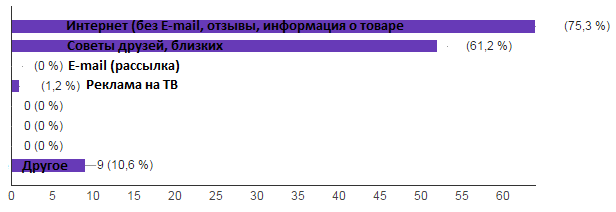 Интернет (без E-mail, отзывы, информация о товаре (75,3 %)
Советы друзей, близких (61,2 %)
(0 %) E-mail (рассылка)
(1,2 %) Реклама на ТВ
0 (0 %)
0 (0 %)
0 (0 %)
Другое 9 (10,6 %)
0 5 10 15 20 25 30 35 40 45 50 55 60